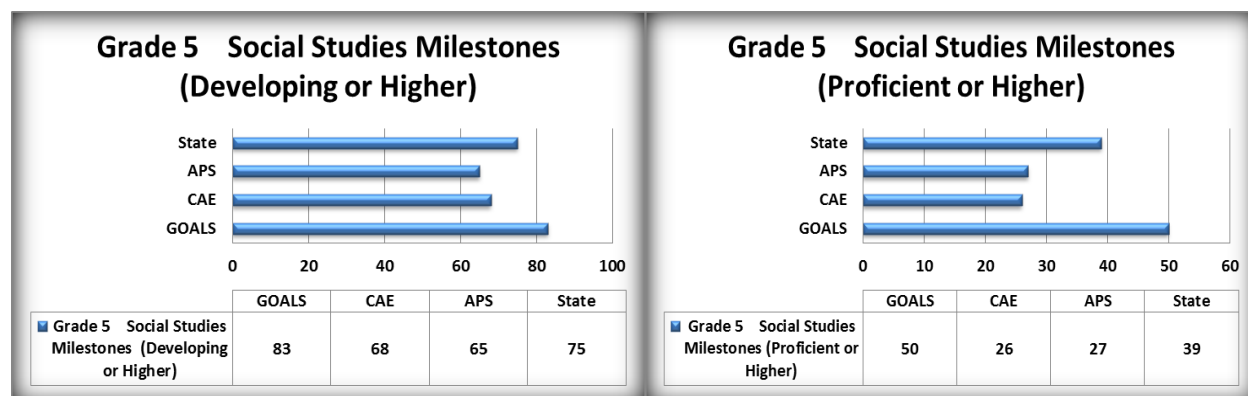 Grade 5 Social Studies Milestones
(Developing or Higher)
State
APS
CAE
GOALS
0 20 40 60 80 100
GOALS CAE APS State
Grade 5 Social Studies
Milestones (Developing
or Higher)
83 68 65 75
Grade 5 Social Studies Milestones
(Proficient or Higher)
State
APS
CAE
GOALS
0 10 20 30 40 50 60
GOALS CAE APS State
Grade 5 Social Studies
Milestones (Proficient or
Higher)
50 26 27 39